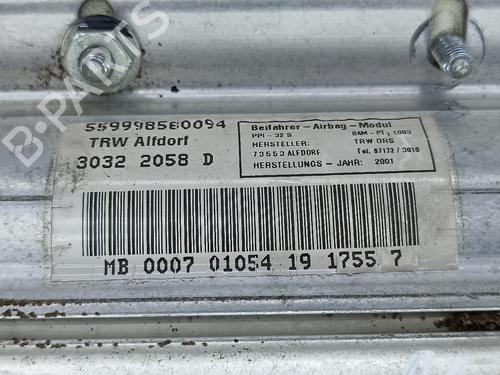 B-PARTS
559998560094
TRW Alfdorf
3032 2058 D
Beifahrer-Airbag-Modul
PPI - 32 S BAM-PT, 1003
HERSTELLER: TRW ORS
73553 ALFDORF Tel. 07172 / 3010
HERSTELLUNGS - JAHR: 2001
MB 0007 01054 19 1755 7